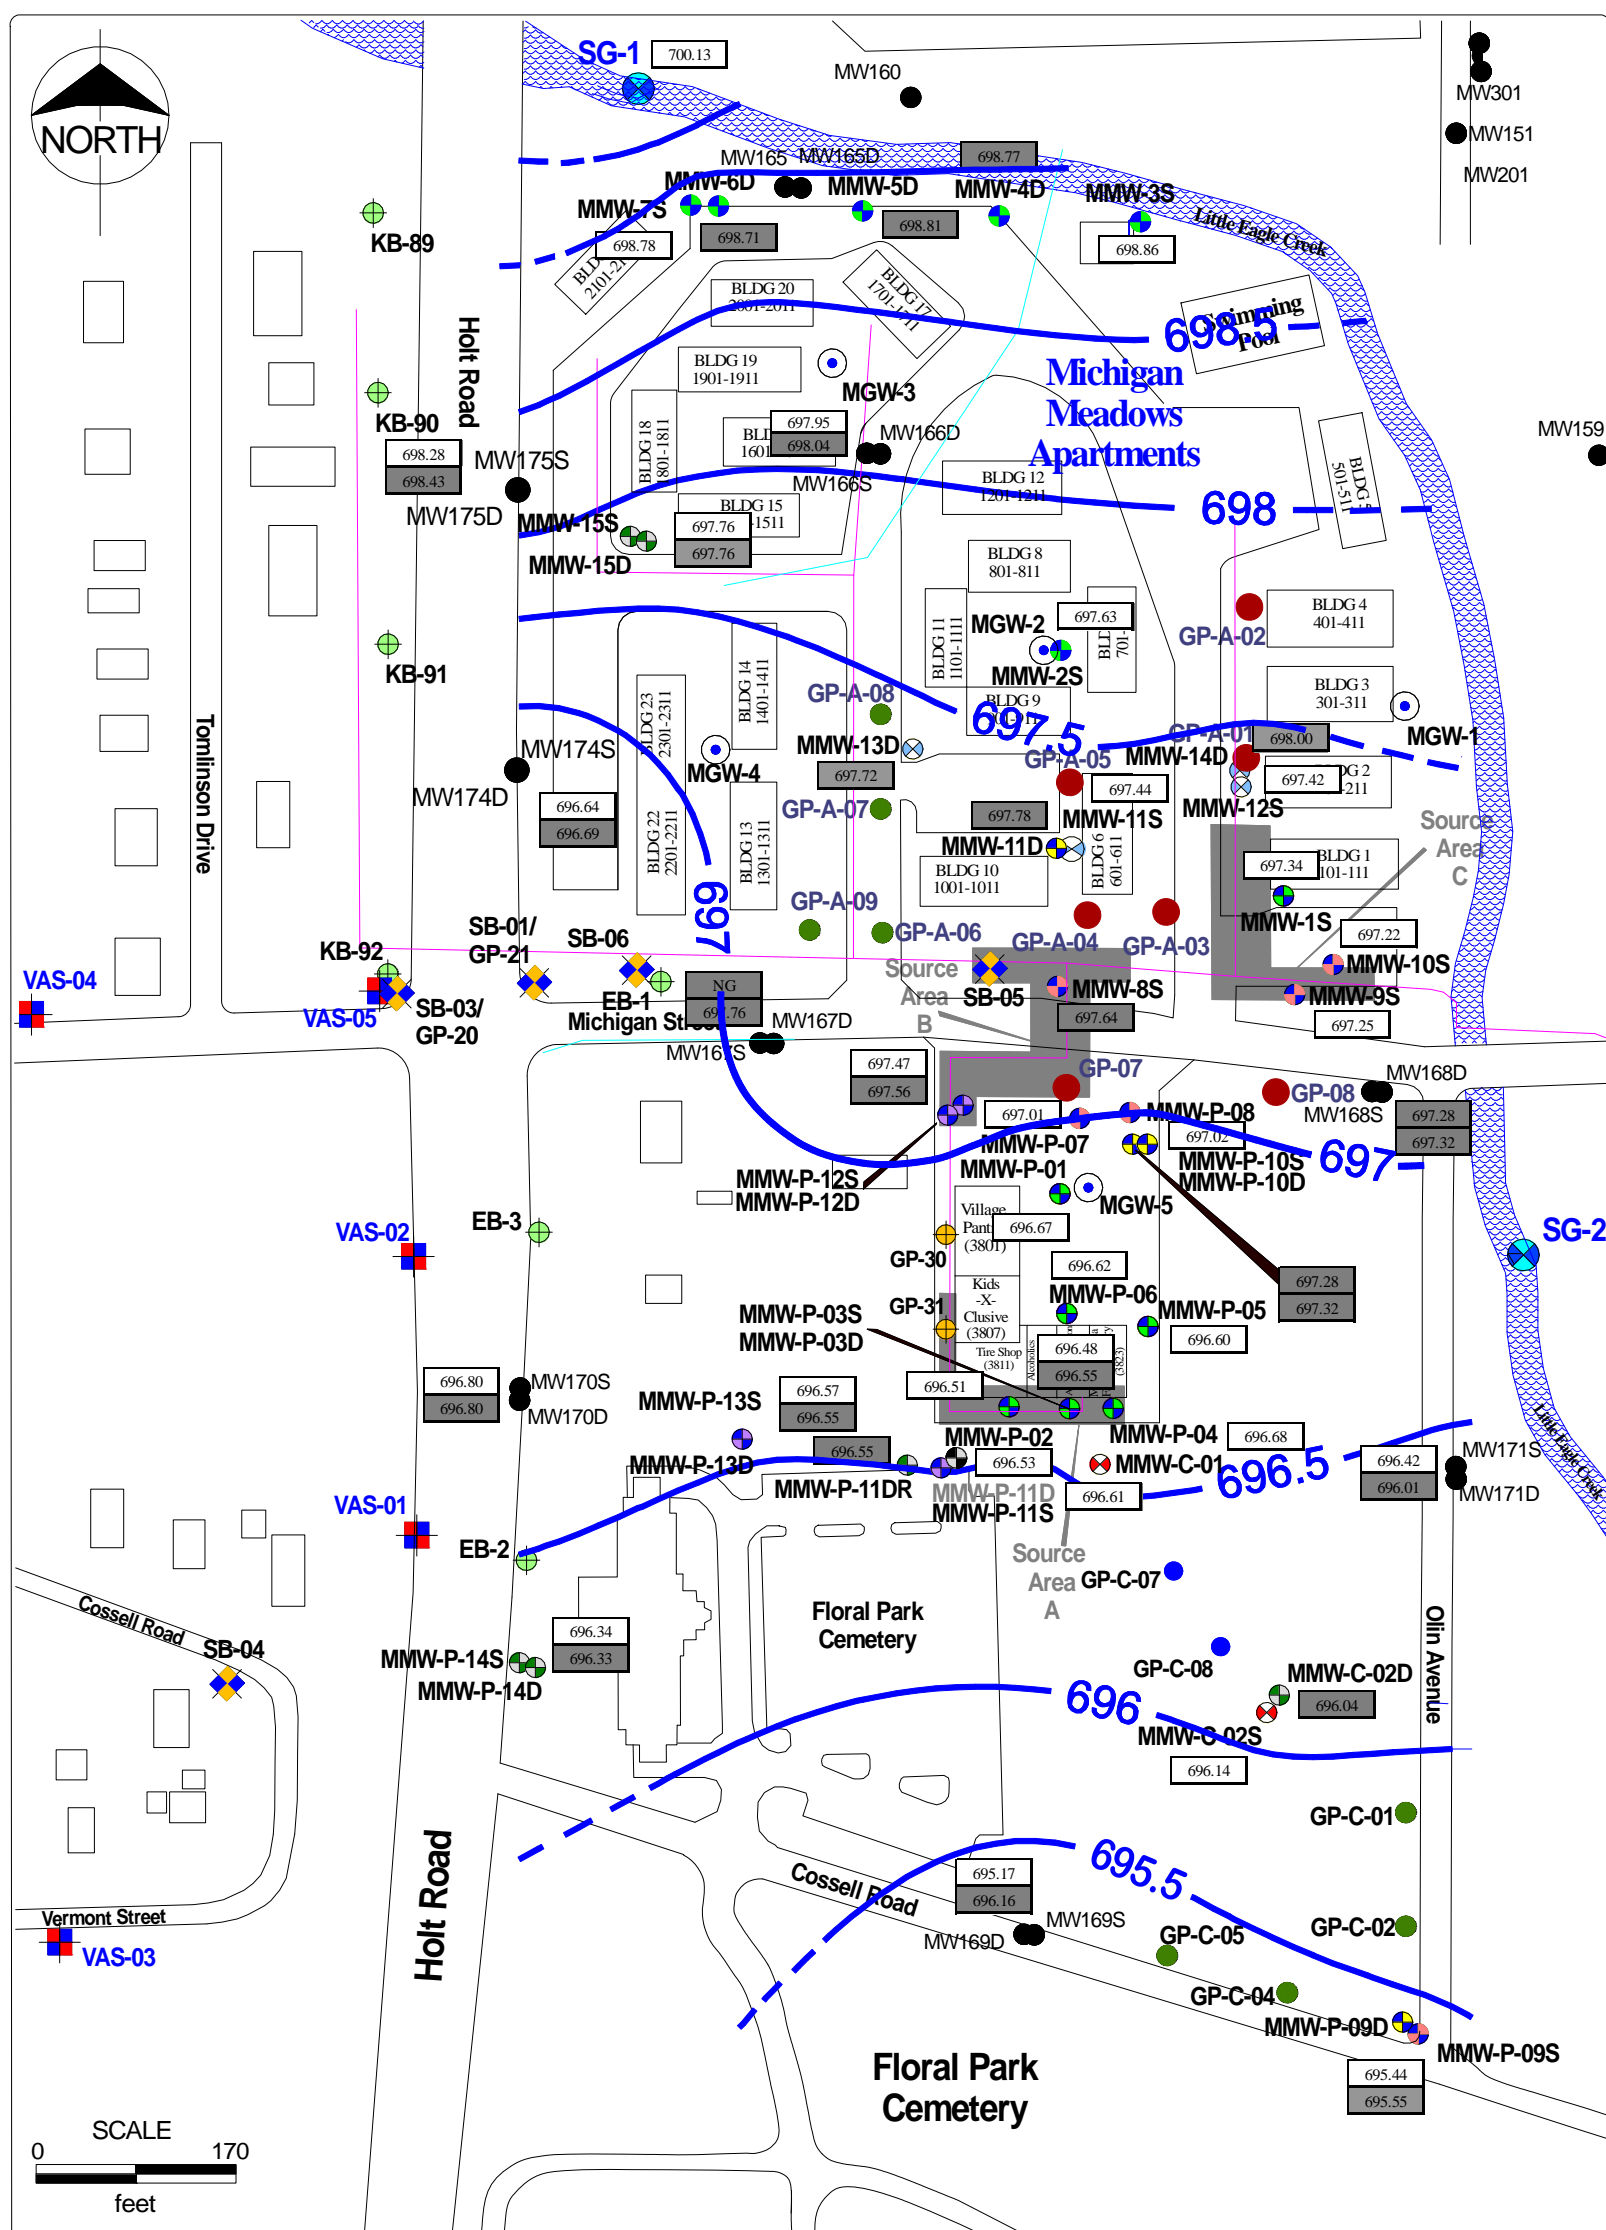 SG-1
700.13
MW160
MW301
MW151
MW201
NORTH
MW165
MW165D
698.77
MMW-6D
MMW-5D
MMW-4D
MMW-3S
MMW-7S
698.78
698.71
698.81
698.86
Little Eagle Creek
KB-89
BLDG 20
2001-2011
BLDG 17
1701-1711
Swimming
Pool
698.5
Holt Road
BLDG 19
1901-1911
MGW-3
Michigan
Meadows
Apartments
KB-90
698.28
698.43
MW175S
MW175D
BLDG 18
1801-1811
697.95
698.04
MW166D
MW166S
MW159
BLDG 12
1201-1211
698
501-511
MMW-15S
MMW-15D
BLDG 15
697.76
697.76
BLDG 8
801-811
BLDG 4
401-411
GP-A-02
BLDG 11
1101-1111
MGW-2
697.63
MMW-2S
KB-91
BLDG 14
1401-1411
BLDG 23
2301-2311
GP-A-08
BLDG 9
BLDG 3
301-311
697.5
GP-A-01
698.00
MGW-1
Tomlinson Drive
MW174S
MW174D
MGW-4
MMW-13D
697.72
GP-A-05
MMW-14D
697.44
697.42
MMW-12S
696.64
696.69
BLDG 22
2201-2211
BLDG 13
1301-1311
GP-A-07
697.78
MMW-11S
MMW-11D
BLDG 6
601-611
BLDG 10
1001-1011
Source
Area
C
697.34
BLDG 1
101-111
MMW-1S
697
GP-A-09
GP-A-06
GP-A-04
GP-A-03
697.22
MMW-10S
SB-01/
GP-21
SB-06
KB-92
VAS-04
VAS-05
SB-03/
GP-20
EB-1
Michigan Street
NG
697.76
Source
Area
B
SB-05
MMW-8S
697.64
MMW-9S
697.25
MW167D
MW167S
697.47
697.56
GP-07
GP-08
MW168D
MW168S
697.28
697.32
697.01
MMW-P-07
MMW-P-08
697.02
MMW-P-10S
MMW-P-10D
697
MMW-P-12S
MMW-P-12D
MMW-P-01
MGW-5
VAS-02
EB-3
Village
(3801)
696.67
GP-30
SG-2
696.62
697.28
697.32
MMW-P-06
MMW-P-05
696.60
Kids
-X-
Clusive
(3807)
GP-31
MMW-P-03S
MMW-P-03D
Tire Shop
(3811)
Alcoholics
(3823)
696.48
696.55
696.51
696.80
696.80
MW170S
MW170D
MMW-P-13S
MMW-P-13D
696.57
696.55
696.55
MMW-P-02
MMW-P-04
696.68
MMW-C-01
696.53
696.61
696.5
696.42
696.01
MW171S
MW171D
Little Eagle Creek
MMW-P-11DR
MMW-P-11D
MMW-P-11S
VAS-01
EB-2
Source
Area
A
GP-C-07
Cossell Road
SB-04
Floral Park
Cemetery
696.34
696.33
MMW-P-14S
MMW-P-14D
GP-C-08
MMW-C-02D
696.04
MMW-C-02S
696.14
696
Olin Avenue
GP-C-01
Holt Road
695.5
Cossell Road
695.17
696.16
MW169S
MW169D
GP-C-05
GP-C-02
GP-C-04
Vermont Street
VAS-03
MMW-P-09D
MMW-P-09S
695.44
695.55
Floral Park
Cemetery
SCALE
0 170
feet